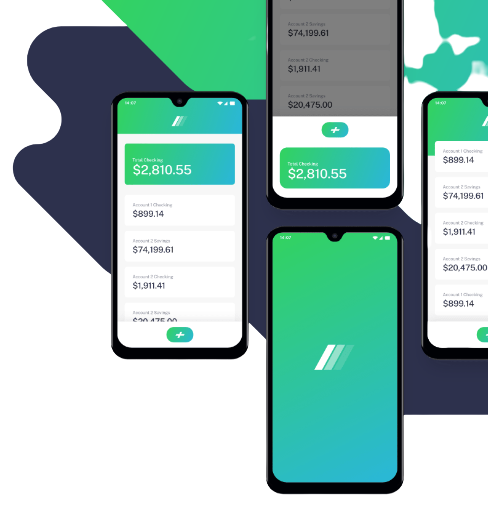 14:07
Total Checking
$2,810.55
Account 1 Checking
$899.14
Account 2 Savings
$74,199.61
Account 2 Checking
$1,911.41
Account 3 Savings
$20,475.00
$74,199.61
Account 2 Checking
$1,911.41
Account 3 Savings
$20,475.00
Total Checking
$2,810.55
14:07
14:07
Account 1 Checking
$899.14
Account 2 Savings
$74,199.61
Account 2 Checking
$1,911.41
Account 3 Savings
$20,475.00
Account 1 Checking
$899.14